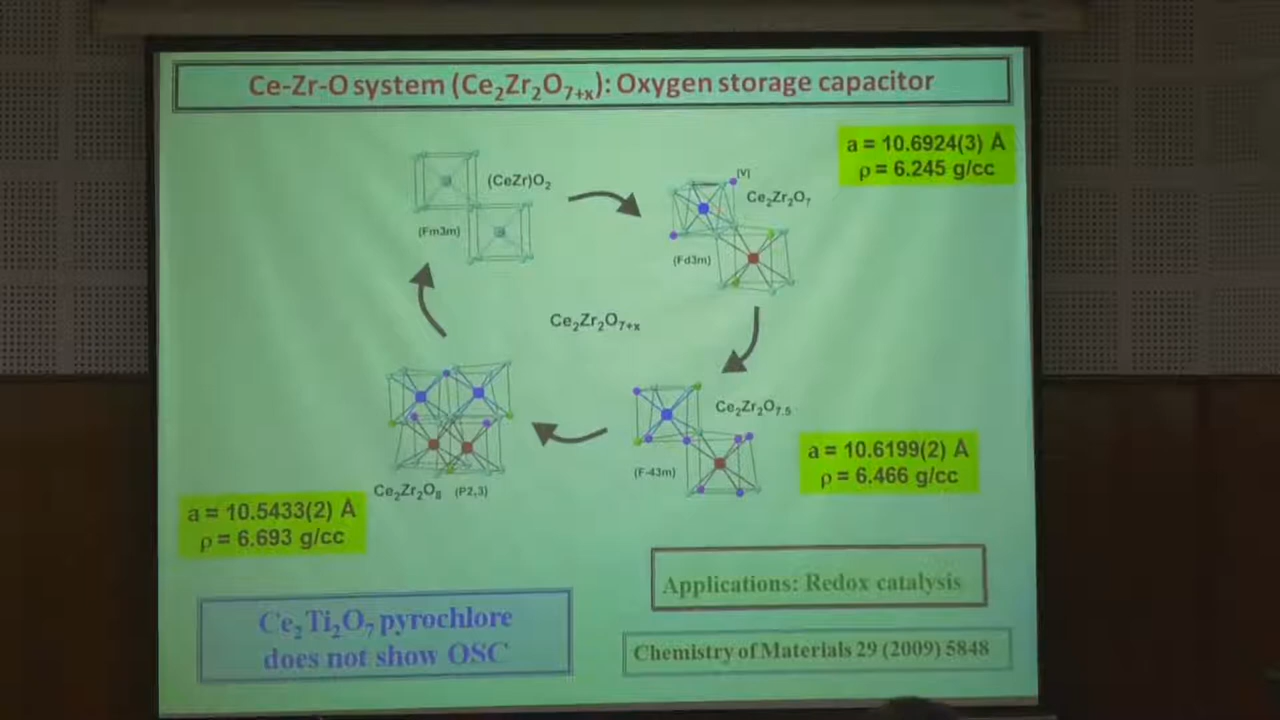 Ce-Zr-O system (Ce₂Zr₂O₇₊ₓ): Oxygen storage capacitor
a = 10.6924(3) Å
ρ = 6.245 g/cc
(CeZr)O₂
[V]
Ce₂Zr₂O₇
(Fm3m)
(Fd3m)
Ce₂Zr₂O₇₊ₓ
Ce₂Zr₂O₇.₅
(F-43m)
a = 10.6199(2) Å
ρ = 6.466 g/cc
Ce₂Zr₂O₈ (P2₁3)
a = 10.5433(2) Å
ρ = 6.693 g/cc
Applications: Redox catalysis
Ce₂Ti₂O₇ pyrochlore
does not show OSC
Chemistry of Materials 29 (2009) 5848